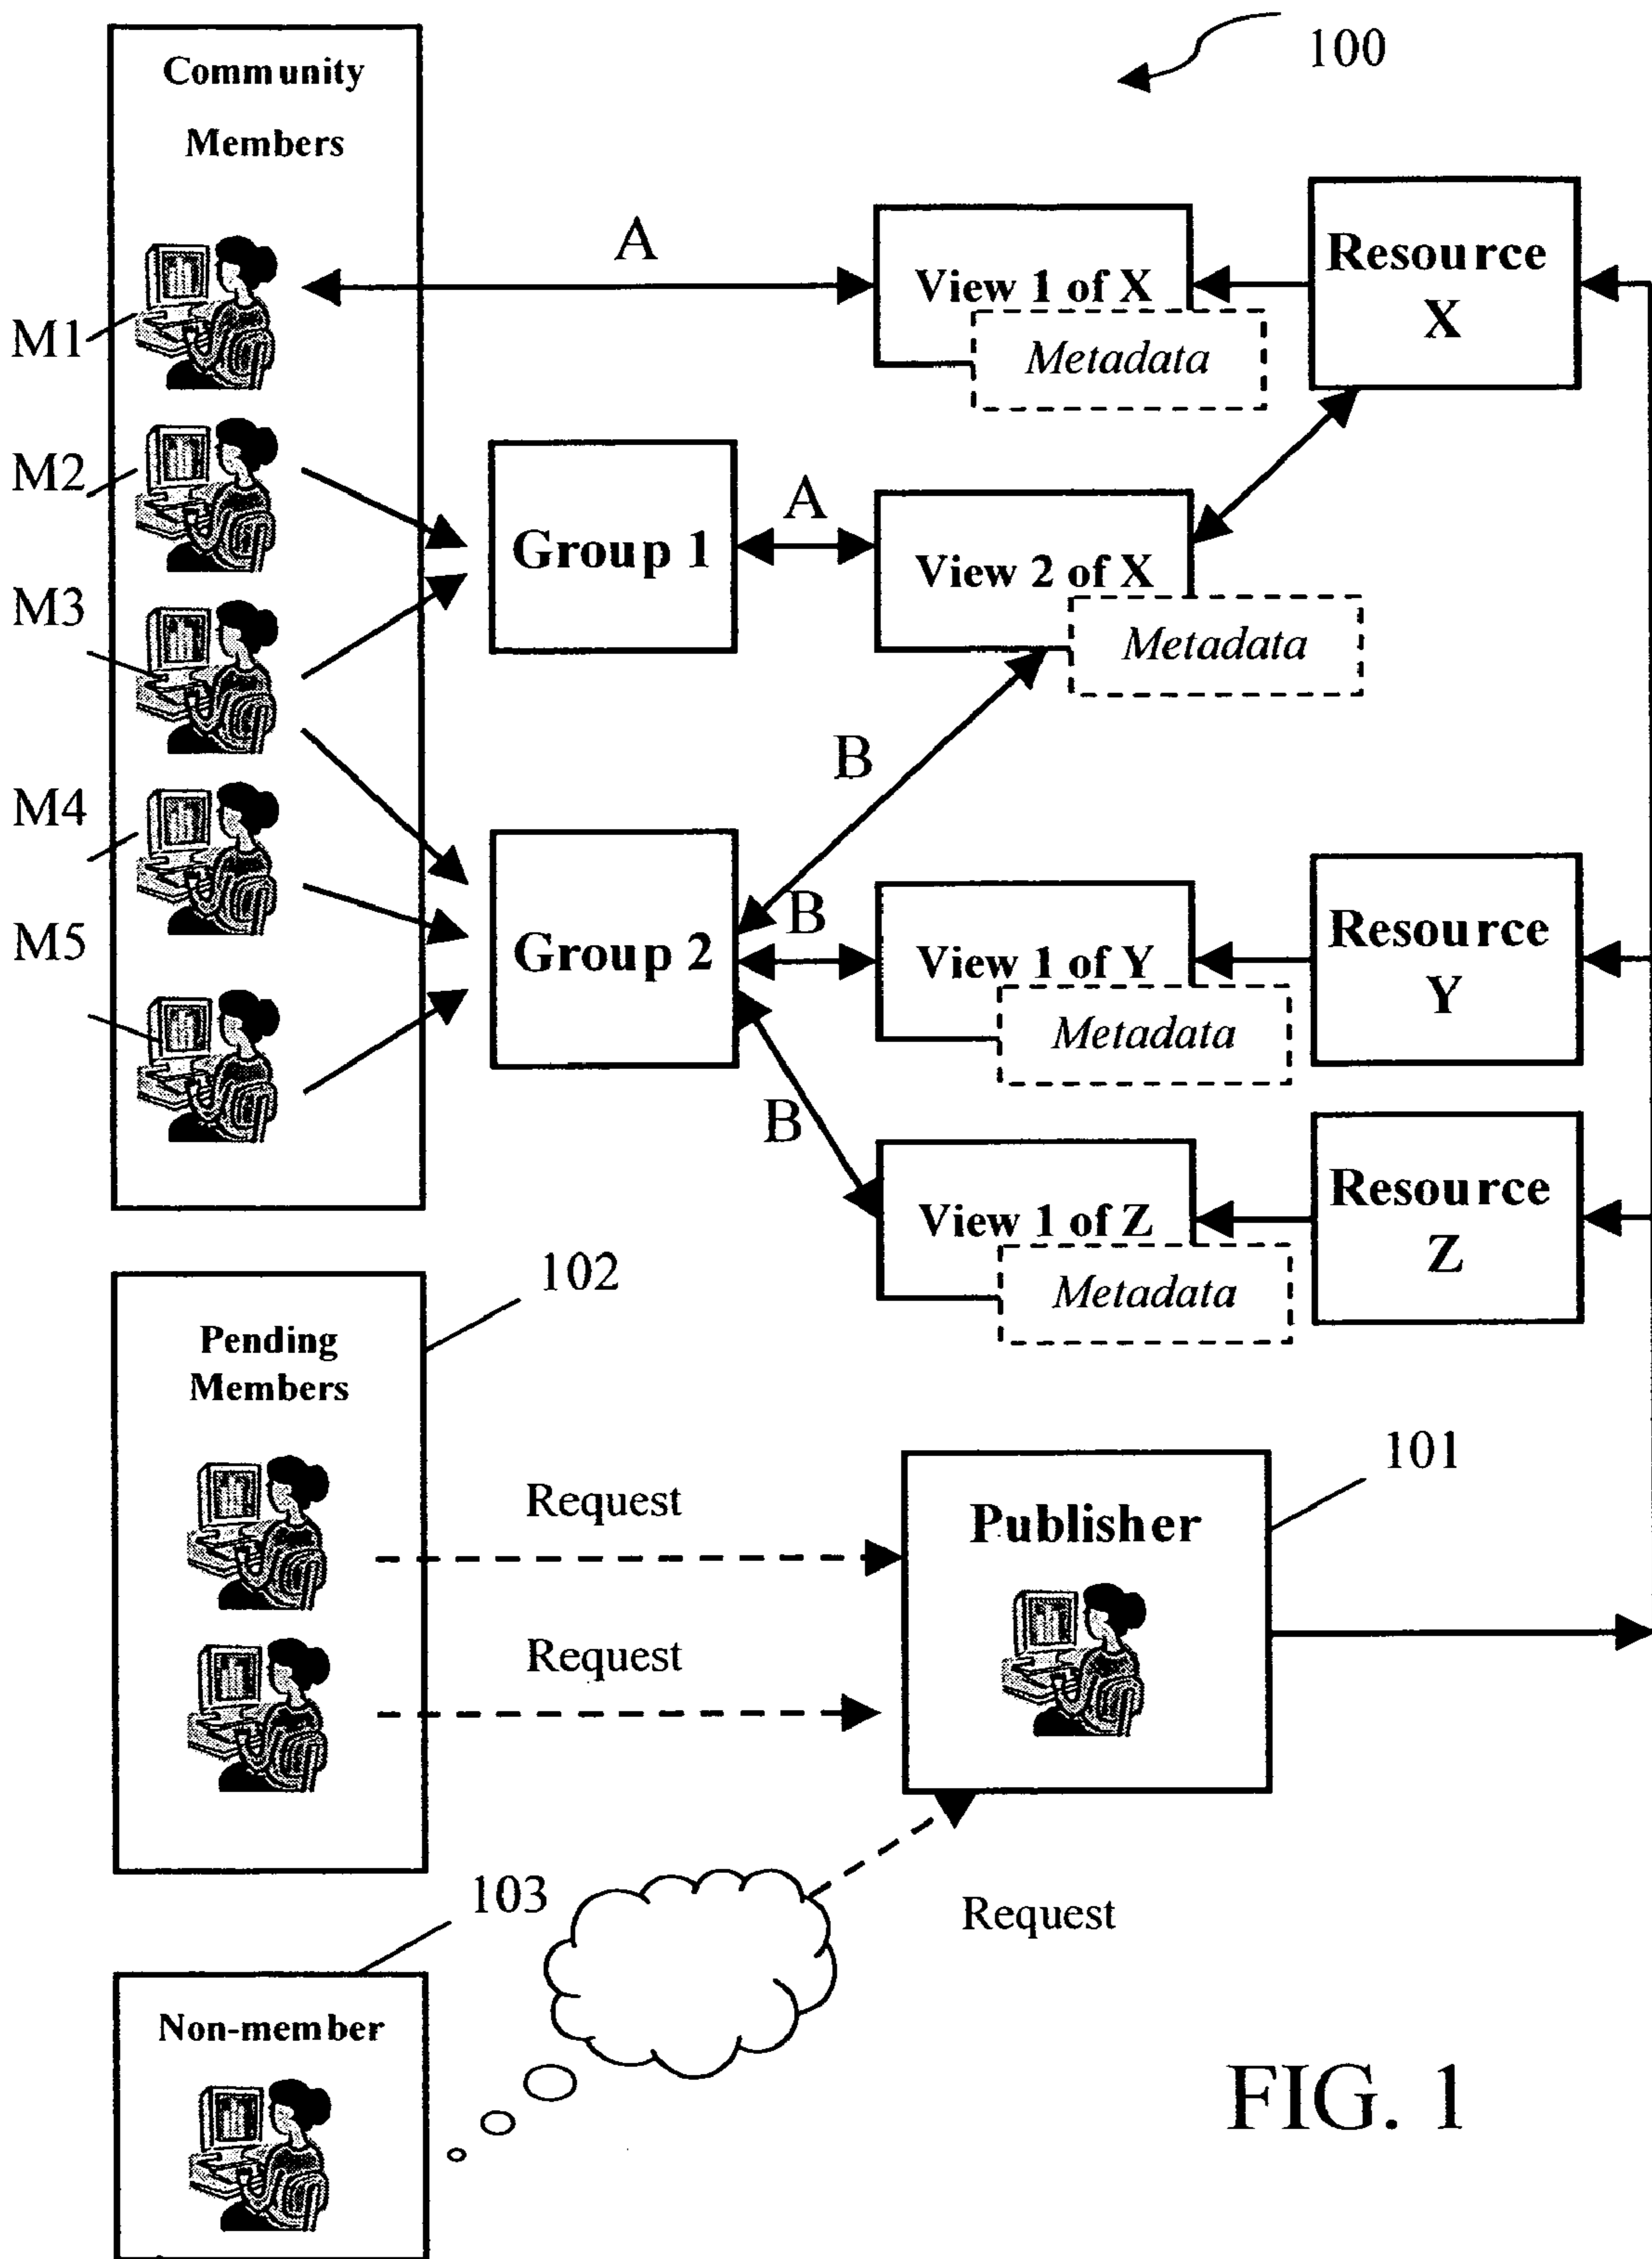 100
Community
Members
M1
M2
M3
M4
M5
A
View 1 of X
Metadata
Resource
X
Group 1
A
View 2 of X
Metadata
B
Group 2
B
View 1 of Y
Metadata
Resource
Y
B
View 1 of Z
Metadata
Resource
Z
102
Pending
Members
Request
Request
101
Publisher
103
Non-member
Request
FIG. 1